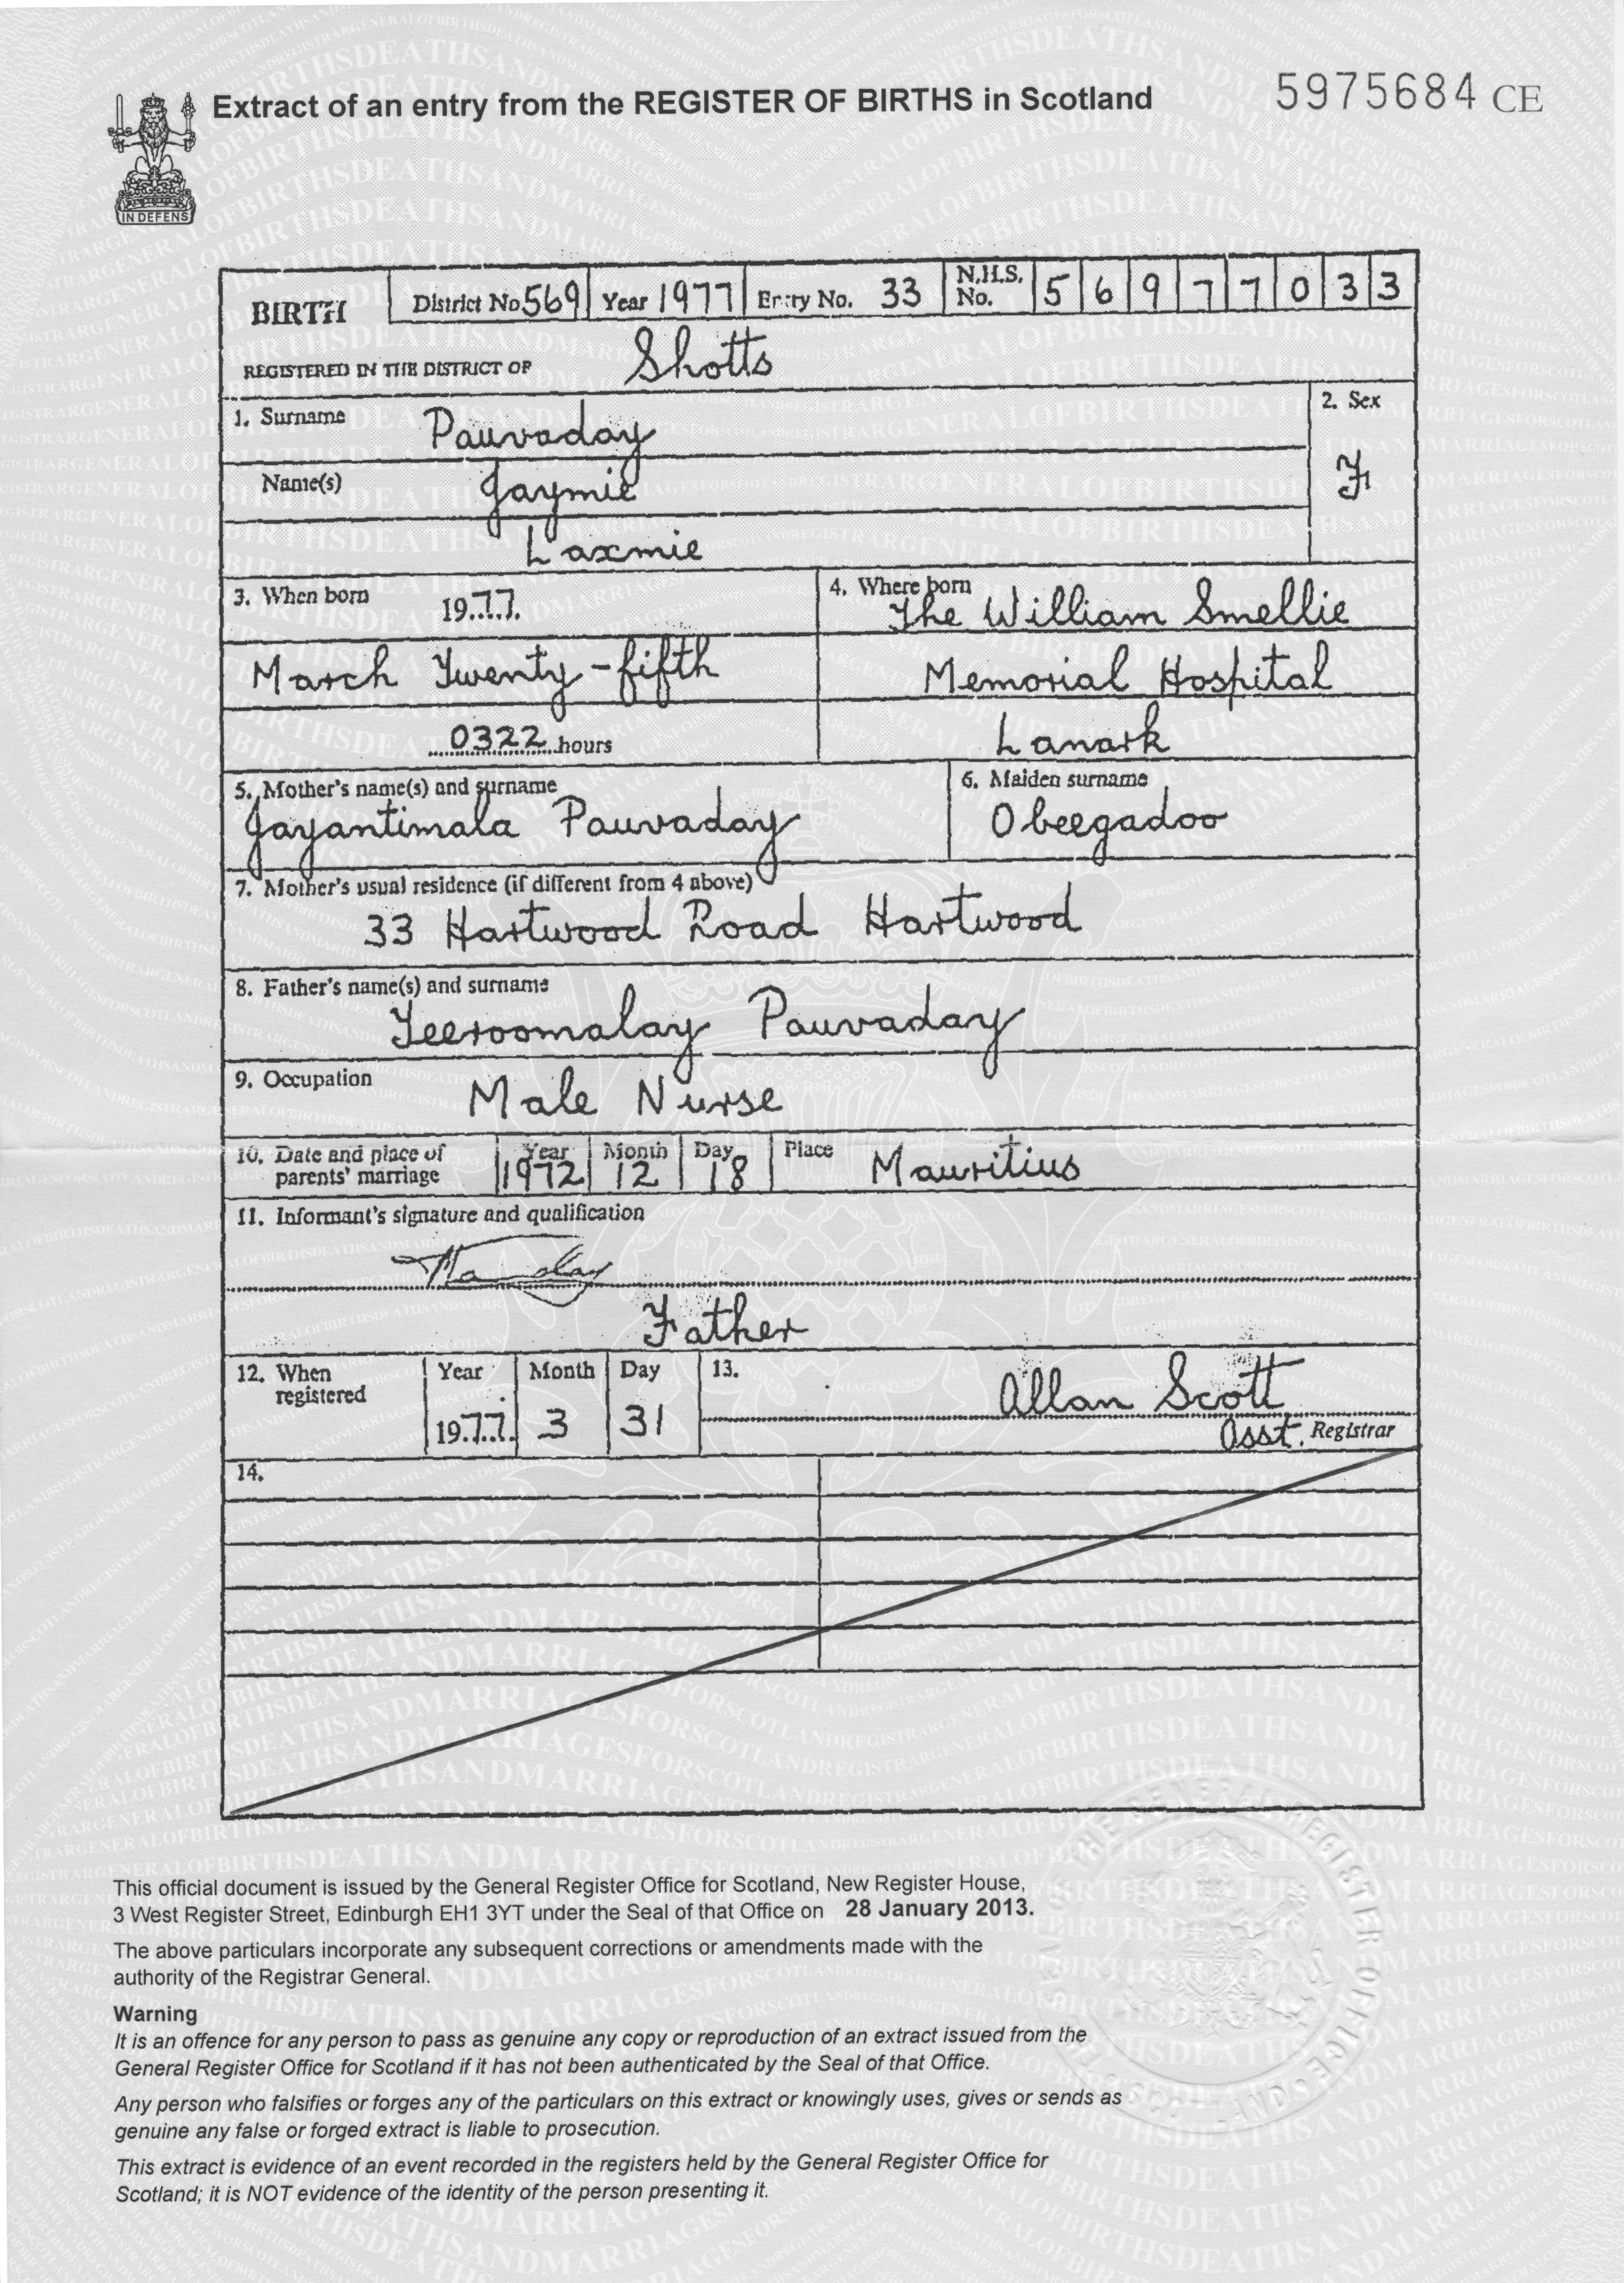 Extract of an entry from the REGISTER OF BIRTHS in Scotland
5975684 CE
IN DEFENS
BIRTH District No 569 Year 1977 Entry No. 33 N.H.S. No. 5 6 9 7 7 0 3 3
REGISTERED IN THE DISTRICT OF Shotts
1. Surname Pauvaday 2. Sex F
Name(s) Jaymie
Laxmie
3. When born 1977. 4. Where born The William Smellie
March Twenty-fifth Memorial Hospital
0322 hours Lanark
5. Mother's name(s) and surname 6. Maiden surname
Jayantimala Pauvaday Obeegadoo
7. Mother's usual residence (if different from 4 above)
33 Hartwood Road Hartwood
8. Father's name(s) and surname
Teeroomalay Pauvaday
9. Occupation Male Nurse
10. Date and place of parents' marriage Year 1972 Month 12 Day 18 Place Mauritius
11. Informant's signature and qualification
Father
12. When registered Year 1977. Month 3 Day 31 13. Allan Scott
Asst. Registrar
14.
This official document is issued by the General Register Office for Scotland, New Register House,
3 West Register Street, Edinburgh EH1 3YT under the Seal of that Office on 28 January 2013.
The above particulars incorporate any subsequent corrections or amendments made with the
authority of the Registrar General.
Warning
It is an offence for any person to pass as genuine any copy or reproduction of an extract issued from the
General Register Office for Scotland if it has not been authenticated by the Seal of that Office.
Any person who falsifies or forges any of the particulars on this extract or knowingly uses, gives or sends as
genuine any false or forged extract is liable to prosecution.
This extract is evidence of an event recorded in the registers held by the General Register Office for
Scotland; it is NOT evidence of the identity of the person presenting it.